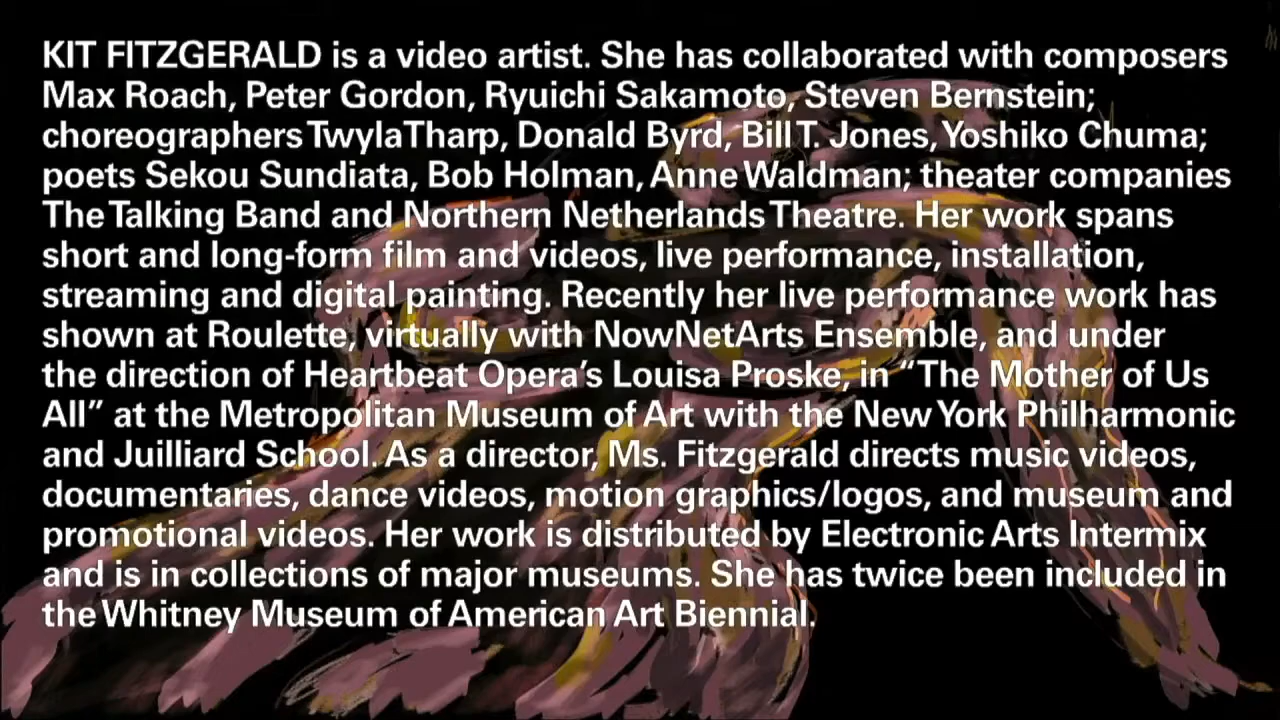 KIT FITZGERALD is a video artist. She has collaborated with composers
Max Roach, Peter Gordon, Ryuichi Sakamoto, Steven Bernstein;
choreographers Twyla Tharp, Donald Byrd, Bill T. Jones, Yoshiko Chuma;
poets Sekou Sundiata, Bob Holman, Anne Waldman; theater companies
The Talking Band and Northern Netherlands Theatre. Her work spans
short and long-form film and videos, live performance, installation,
streaming and digital painting. Recently her live performance work has
shown at Roulette, virtually with NowNetArts Ensemble, and under
the direction of Heartbeat Opera’s Louisa Proske, in “The Mother of Us
All” at the Metropolitan Museum of Art with the New York Philharmonic
and Juilliard School. As a director, Ms. Fitzgerald directs music videos,
documentaries, dance videos, motion graphics/logos, and museum and
promotional videos. Her work is distributed by Electronic Arts Intermix
and is in collections of major museums. She has twice been included in
the Whitney Museum of American Art Biennial.